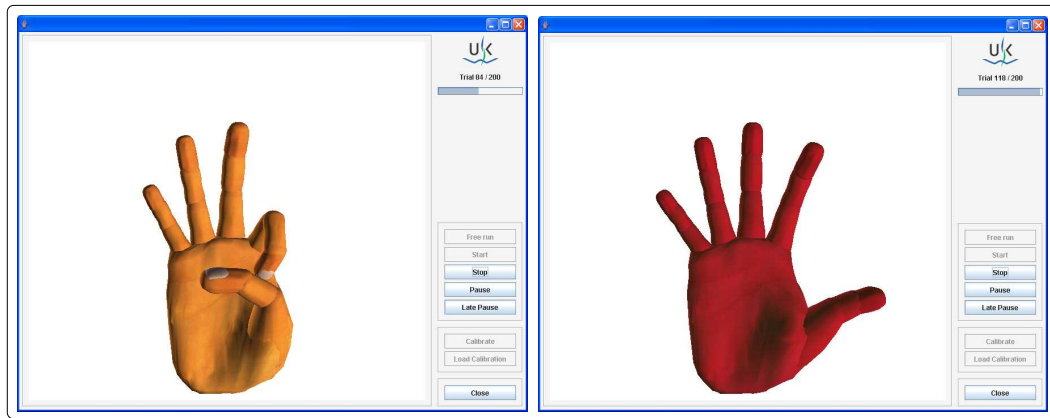 UK
Trial 84 / 200
Free run
Start
Stop
Pause
Late Pause
Calibrate
Load Calibration
Close
UK
Trial 118 / 200
Free run
Start
Stop
Pause
Late Pause
Calibrate
Load Calibration
Close